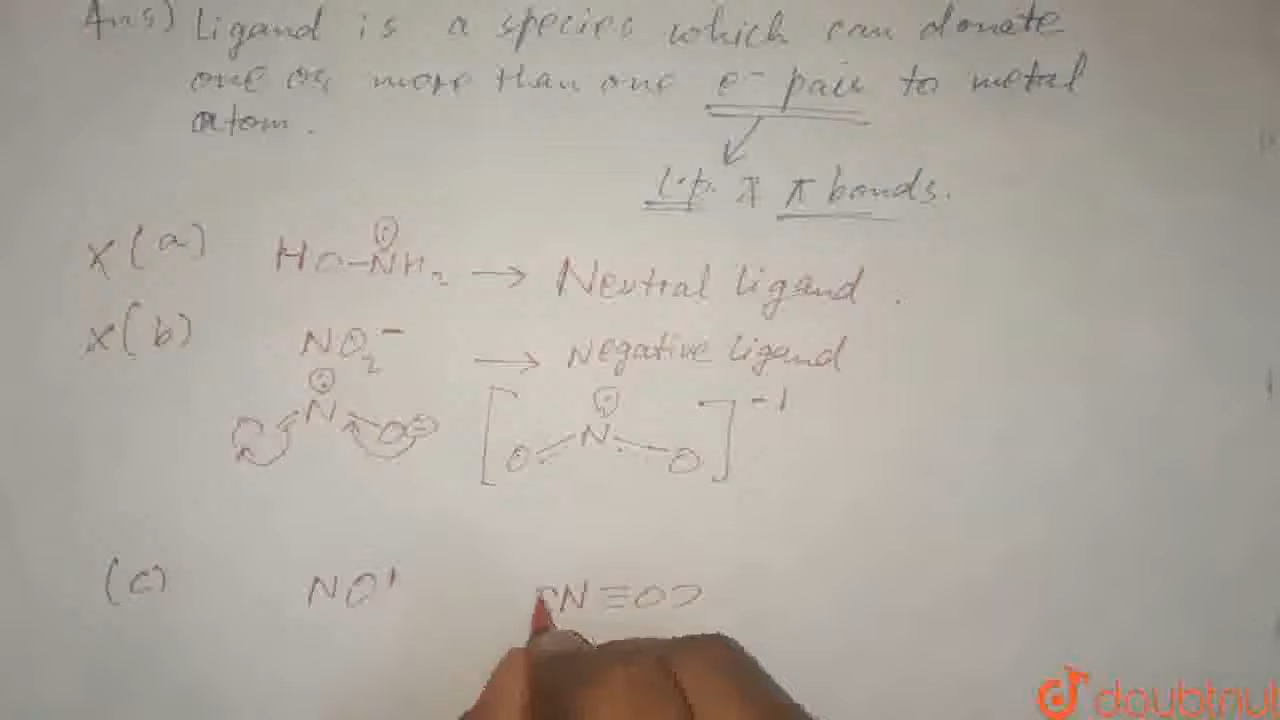 Ans) Ligand is a species which can donate
one or more than one e⁻ pair to metal
atom.
l.p. π bonds.
x (a) HO–NH₂ → Neutral ligand.
x (b) NO₂⁻ → Negative ligand
N O
[O=N–O]⁻¹
(c) NO⁺ N≡O
doubtnut